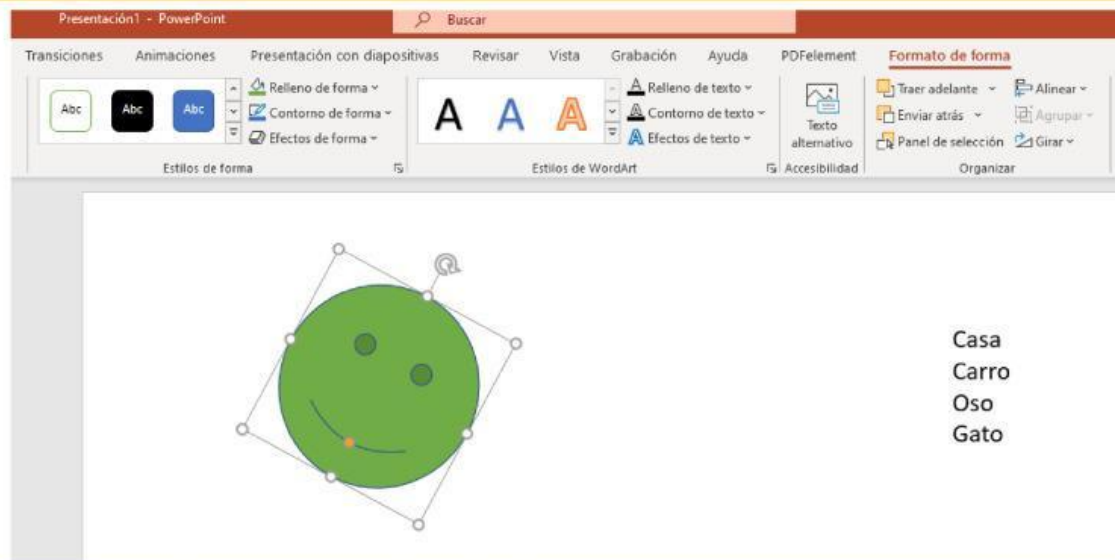 Presentación1 - PowerPoint
Buscar
Transiciones Animaciones Presentación con diapositivas Revisar Vista Grabación Ayuda PDFelement Formato de forma
Abc Abc Abc
Relleno de forma
Contorno de forma
Efectos de forma
Estilos de forma
A A A
Relleno de texto
Contorno de texto
Efectos de texto
Estilos de WordArt
Texto
alternativo
Accesibilidad
Traer adelante
Enviar atrás
Panel de selección
Alinear
Agrupar
Girar
Organizar
Casa
Carro
Oso
Gato